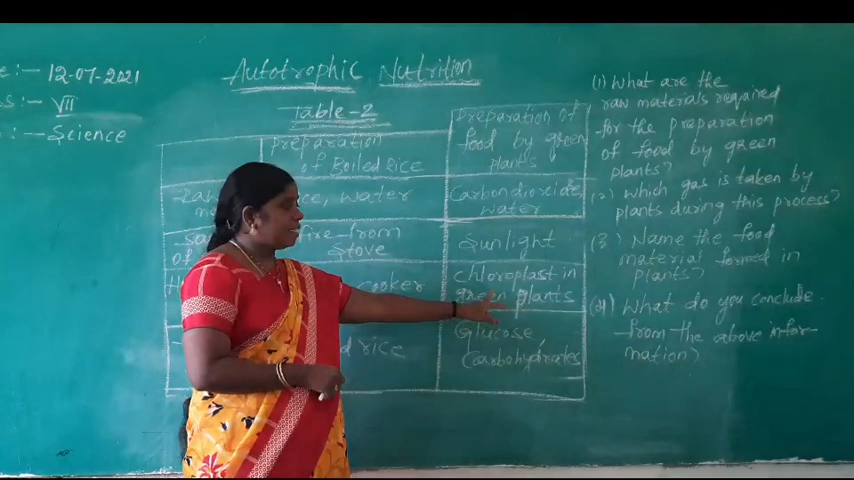 :- 12-07-2021
:- VII
:- Science
Autotrophic Nutrition
Table-2
preparation
of Boiled Rice
Preparation of
food by green
plants
Raw
ce, water
Carbondioxide
water
fire from
of
Stove
Sunlight
Cooker
Chloroplast in
green plants
d rice
Glucose
Carbohydrates
(1) What are the
raw materials required
for the preparation
of food by green
plants?
(2) Which gas is taken by
plants during this process?
(3) Name the food
material formed in
plants?
(4) What do you conclude
from the above infor-
mation?